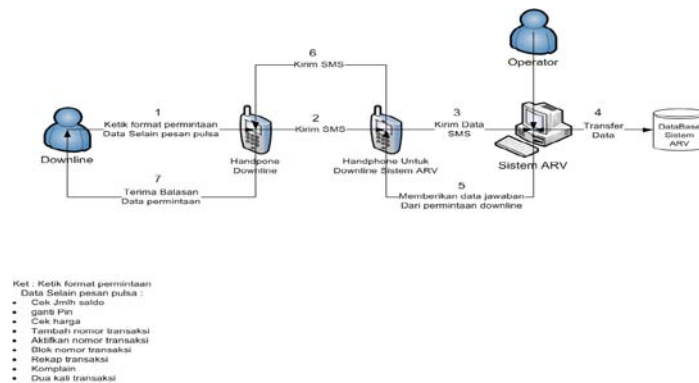 6
Kirim SMS
Operator
1
Ketik format permintaan
Data Selain pesan pulsa
2
Kirim SMS
3
Kirim Data
SMS
4
Transfer
Data
DataBase
Sistem
ARV
Downline
Handpone
Downline
Handphone Untuk
Downline Sistem ARV
Sistem ARV
7
Terima Balasan
Data permintaan
5
Memberikan data jawaban
Dari permintaan downline
Ket : Ketik format permintaan
Data Selain pesan pulsa :
• Cek Jmlh saldo
• ganti Pin
• Cek harga
• Tambah nomor transaksi
• Aktifkan nomor transaksi
• Blok nomor transaksi
• Rekap transaksi
• Komplain
• Dua kali transaksi